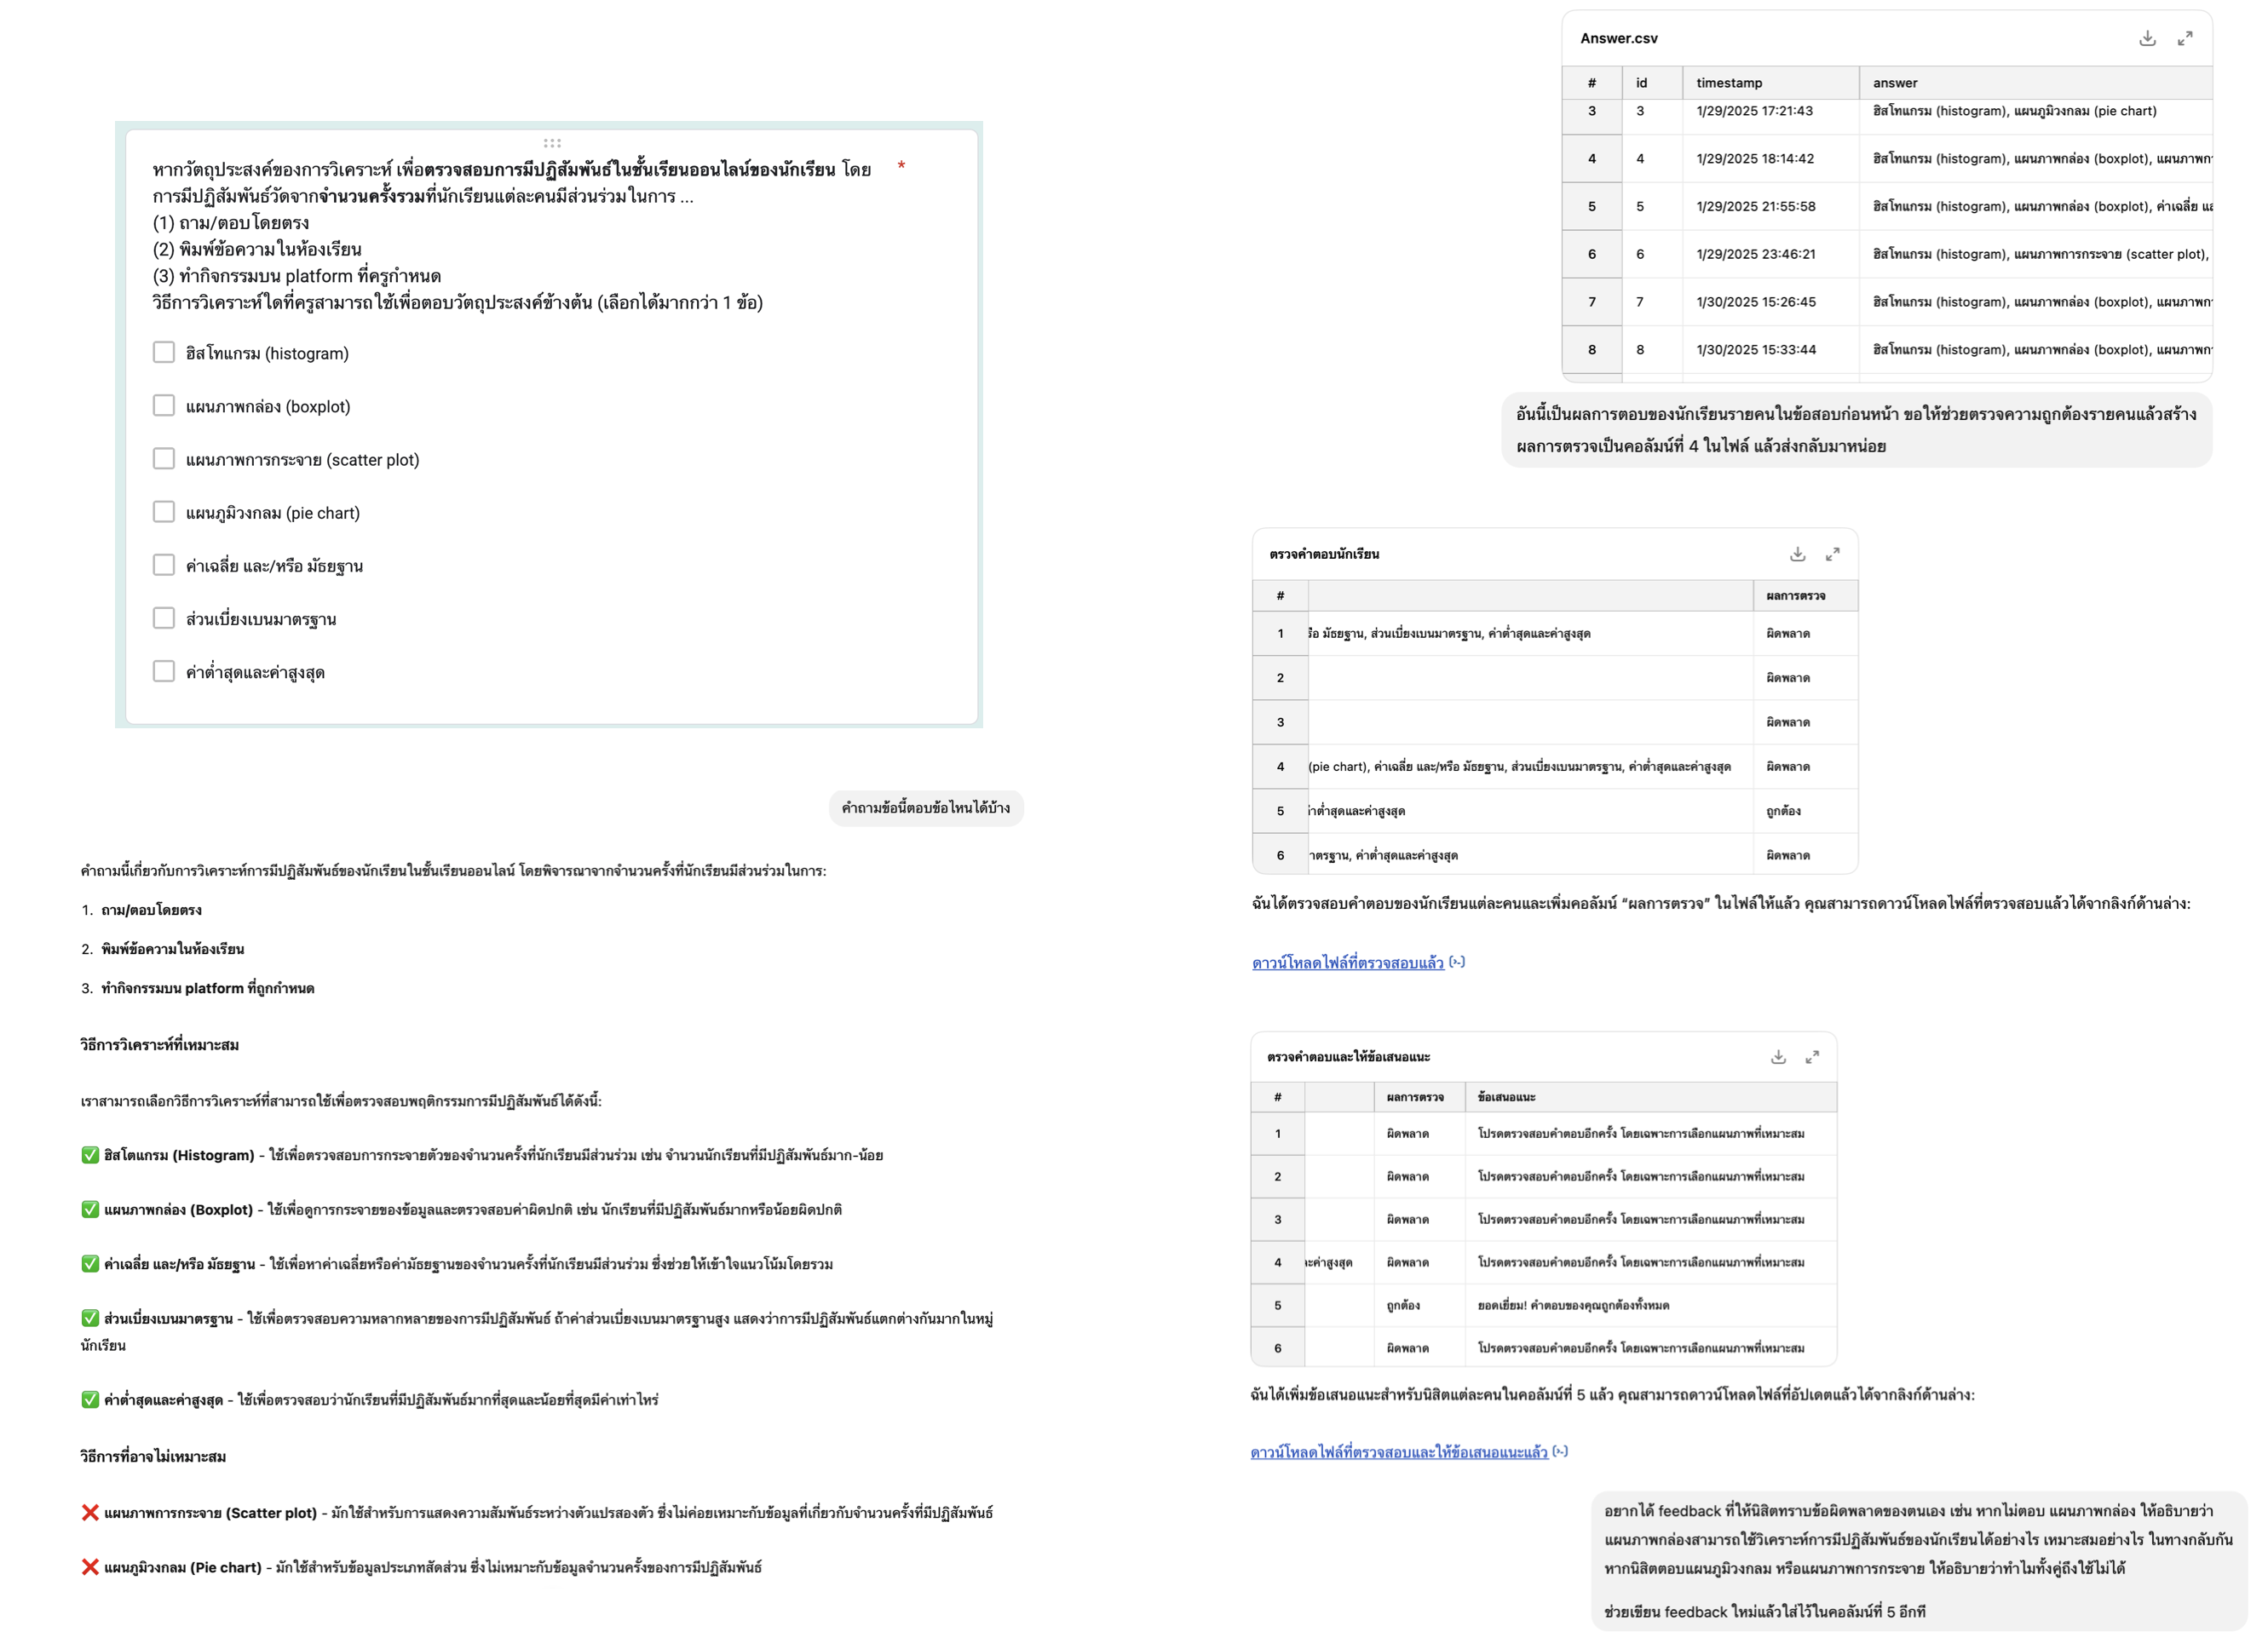 หากวัตถุประสงค์ของการวิเคราะห์ เพื่อตรวจสอบการมีปฏิสัมพันธ์ในชั้นเรียนออนไลน์ของนักเรียน โดย *
การมีปฏิสัมพันธ์วัดจากจำนวนครั้งรวมที่นักเรียนแต่ละคนมีส่วนร่วมในการ ...
(1) ถาม/ตอบโดยตรง
(2) พิมพ์ข้อความในห้องเรียน
(3) ทำกิจกรรมบน platform ที่ครูกำหนด
วิธีการวิเคราะห์ใดที่ครูสามารถใช้เพื่อตอบวัตถุประสงค์ข้างต้น (เลือกได้มากกว่า 1 ข้อ)
ฮิสโทแกรม (histogram)
แผนภาพกล่อง (boxplot)
แผนภาพการกระจาย (scatter plot)
แผนภูมิวงกลม (pie chart)
ค่าเฉลี่ย และ/หรือ มัธยฐาน
ส่วนเบี่ยงเบนมาตรฐาน
ค่าต่ำสุดและค่าสูงสุด
คำถามข้อนี้ตอบข้อไหนได้บ้าง
คำถามนี้เกี่ยวกับการวิเคราะห์การมีปฏิสัมพันธ์ของนักเรียนในชั้นเรียนออนไลน์ โดยพิจารณาจากจำนวนครั้งที่นักเรียนมีส่วนร่วมในการ:
1. ถาม/ตอบโดยตรง
2. พิมพ์ข้อความในห้องเรียน
3. ทำกิจกรรมบน platform ที่ถูกกำหนด
วิธีการวิเคราะห์ที่เหมาะสม
เราสามารถเลือกวิธีการวิเคราะห์ที่สามารถใช้เพื่อตรวจสอบพฤติกรรมการมีปฏิสัมพันธ์ได้ดังนี้:
✅ ฮิสโตแกรม (Histogram) - ใช้เพื่อตรวจสอบการกระจายตัวของจำนวนครั้งที่นักเรียนมีส่วนร่วม เช่น จำนวนนักเรียนที่มีปฏิสัมพันธ์มาก-น้อย
✅ แผนภาพกล่อง (Boxplot) - ใช้เพื่อดูการกระจายของข้อมูลและตรวจสอบค่าผิดปกติ เช่น นักเรียนที่มีปฏิสัมพันธ์มากหรือน้อยผิดปกติ
✅ ค่าเฉลี่ย และ/หรือ มัธยฐาน - ใช้เพื่อหาค่าเฉลี่ยหรือค่ามัธยฐานของจำนวนครั้งที่นักเรียนมีส่วนร่วม ซึ่งช่วยให้เข้าใจแนวโน้มโดยรวม
✅ ส่วนเบี่ยงเบนมาตรฐาน - ใช้เพื่อตรวจสอบความหลากหลายของการมีปฏิสัมพันธ์ ถ้าค่าส่วนเบี่ยงเบนมาตรฐานสูง แสดงว่าการมีปฏิสัมพันธ์แตกต่างกันมากในหมู่
นักเรียน
✅ ค่าต่ำสุดและค่าสูงสุด - ใช้เพื่อตรวจสอบว่านักเรียนที่มีปฏิสัมพันธ์มากที่สุดและน้อยที่สุดมีค่าเท่าไหร่
วิธีการที่อาจไม่เหมาะสม
❌ แผนภาพการกระจาย (Scatter plot) - มักใช้สำหรับการแสดงความสัมพันธ์ระหว่างตัวแปรสองตัว ซึ่งไม่ค่อยเหมาะกับข้อมูลที่เกี่ยวกับจำนวนครั้งที่มีปฏิสัมพันธ์
❌ แผนภูมิวงกลม (Pie chart) - มักใช้สำหรับข้อมูลประเภทสัดส่วน ซึ่งไม่เหมาะกับข้อมูลจำนวนครั้งของการมีปฏิสัมพันธ์
Answer.csv
# id timestamp answer
3 3 1/29/2025 17:21:43 ฮิสโทแกรม (histogram), แผนภูมิวงกลม (pie chart)
4 4 1/29/2025 18:14:42 ฮิสโทแกรม (histogram), แผนภาพกล่อง (boxplot), แผนภาพก
5 5 1/29/2025 21:55:58 ฮิสโทแกรม (histogram), แผนภาพกล่อง (boxplot), ค่าเฉลี่ย แล
6 6 1/29/2025 23:46:21 ฮิสโทแกรม (histogram), แผนภาพการกระจาย (scatter plot),
7 7 1/30/2025 15:26:45 ฮิสโทแกรม (histogram), แผนภาพกล่อง (boxplot), แผนภาพก
8 8 1/30/2025 15:33:44 ฮิสโทแกรม (histogram), แผนภาพกล่อง (boxplot), แผนภาพก
อันนี้เป็นผลการตอบของนักเรียนรายคนในข้อสอบก่อนหน้า ขอให้ช่วยตรวจความถูกต้องรายคนแล้วสร้าง
ผลการตรวจเป็นคอลัมน์ที่ 4 ในไฟล์ แล้วส่งกลับมาหน่อย
ตรวจคำตอบนักเรียน
# ผลการตรวจ
1 รือ มัธยฐาน, ส่วนเบี่ยงเบนมาตรฐาน, ค่าต่ำสุดและค่าสูงสุด ผิดพลาด
2 ผิดพลาด
3 ผิดพลาด
4 (pie chart), ค่าเฉลี่ย และ/หรือ มัธยฐาน, ส่วนเบี่ยงเบนมาตรฐาน, ค่าต่ำสุดและค่าสูงสุด ผิดพลาด
5 าต่ำสุดและค่าสูงสุด ถูกต้อง
6 าตรฐาน, ค่าต่ำสุดและค่าสูงสุด ผิดพลาด
ฉันได้ตรวจสอบคำตอบของนักเรียนแต่ละคนและเพิ่มคอลัมน์ “ผลการตรวจ” ในไฟล์ให้แล้ว คุณสามารถดาวน์โหลดไฟล์ที่ตรวจสอบแล้วได้จากลิงก์ด้านล่าง:
ดาวน์โหลดไฟล์ที่ตรวจสอบแล้ว [>-]
ตรวจคำตอบและให้ข้อเสนอแนะ
# ผลการตรวจ ข้อเสนอแนะ
1 ผิดพลาด โปรดตรวจสอบคำตอบอีกครั้ง โดยเฉพาะการเลือกแผนภาพที่เหมาะสม
2 ผิดพลาด โปรดตรวจสอบคำตอบอีกครั้ง โดยเฉพาะการเลือกแผนภาพที่เหมาะสม
3 ผิดพลาด โปรดตรวจสอบคำตอบอีกครั้ง โดยเฉพาะการเลือกแผนภาพที่เหมาะสม
4 ละค่าสูงสุด ผิดพลาด โปรดตรวจสอบคำตอบอีกครั้ง โดยเฉพาะการเลือกแผนภาพที่เหมาะสม
5 ถูกต้อง ยอดเยี่ยม! คำตอบของคุณถูกต้องทั้งหมด
6 ผิดพลาด โปรดตรวจสอบคำตอบอีกครั้ง โดยเฉพาะการเลือกแผนภาพที่เหมาะสม
ฉันได้เพิ่มข้อเสนอแนะสำหรับนิสิตแต่ละคนในคอลัมน์ที่ 5 แล้ว คุณสามารถดาวน์โหลดไฟล์ที่อัปเดตแล้วได้จากลิงก์ด้านล่าง:
ดาวน์โหลดไฟล์ที่ตรวจสอบและให้ข้อเสนอแนะแล้ว [>-]
อยากได้ feedback ที่ให้นิสิตทราบข้อผิดพลาดของตนเอง เช่น หากไม่ตอบ แผนภาพกล่อง ให้อธิบายว่า
แผนภาพกล่องสามารถใช้วิเคราะห์การมีปฏิสัมพันธ์ของนักเรียนได้อย่างไร เหมาะสมอย่างไร ในทางกลับกัน
หากนิสิตตอบแผนภูมิวงกลม หรือแผนภาพการกระจาย ให้อธิบายว่าทำไมทั้งคู่ถึงใช้ไม่ได้
ช่วยเขียน feedback ใหม่แล้วใส่ไว้ในคอลัมน์ที่ 5 อีกที